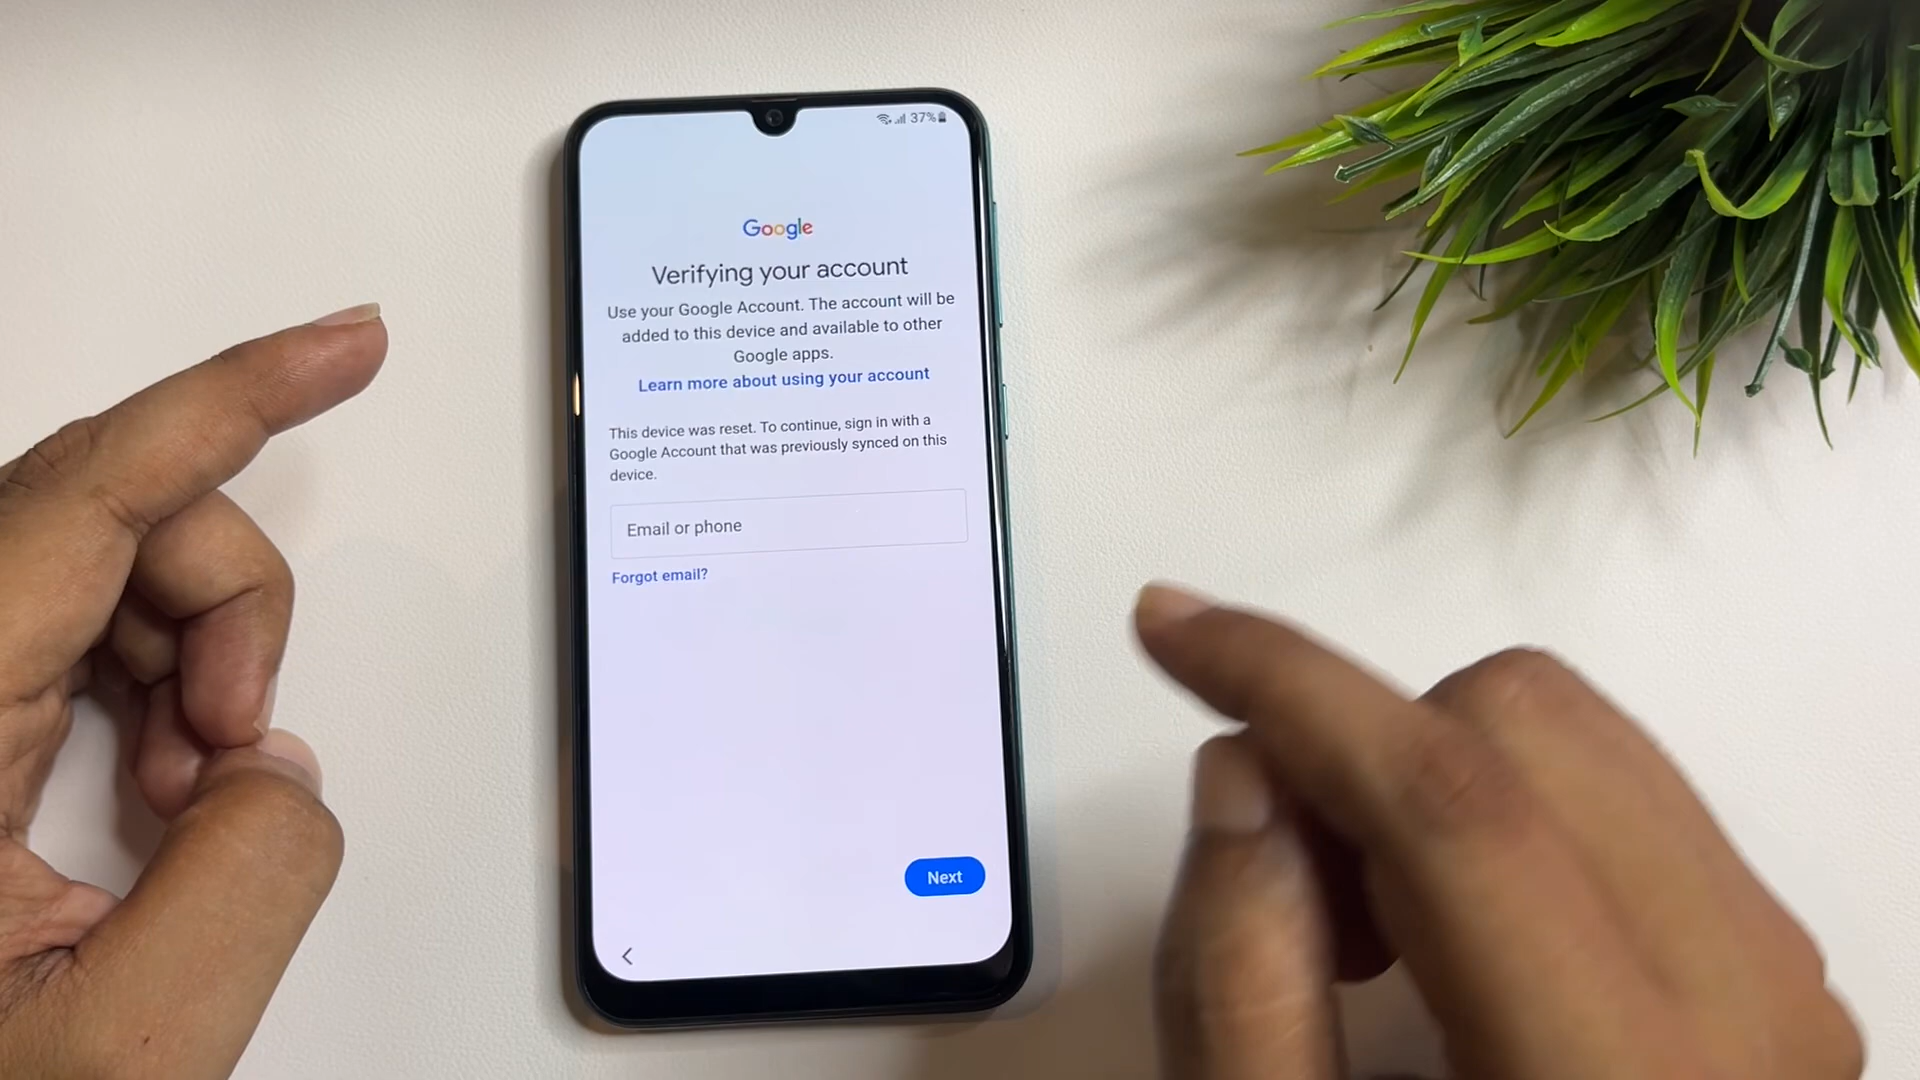 37%
Google
Verifying your account
Use your Google Account. The account will be
added to this device and available to other
Google apps.
Learn more about using your account
This device was reset. To continue, sign in with a
Google Account that was previously synced on this
device.
Email or phone
Forgot email?
Next